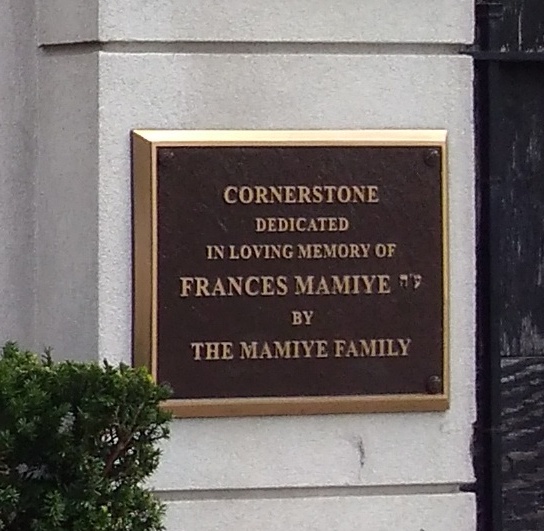 CORNERSTONE
DEDICATED
IN LOVING MEMORY OF
FRANCES MAMIYE ע״ה
BY
THE MAMIYE FAMILY